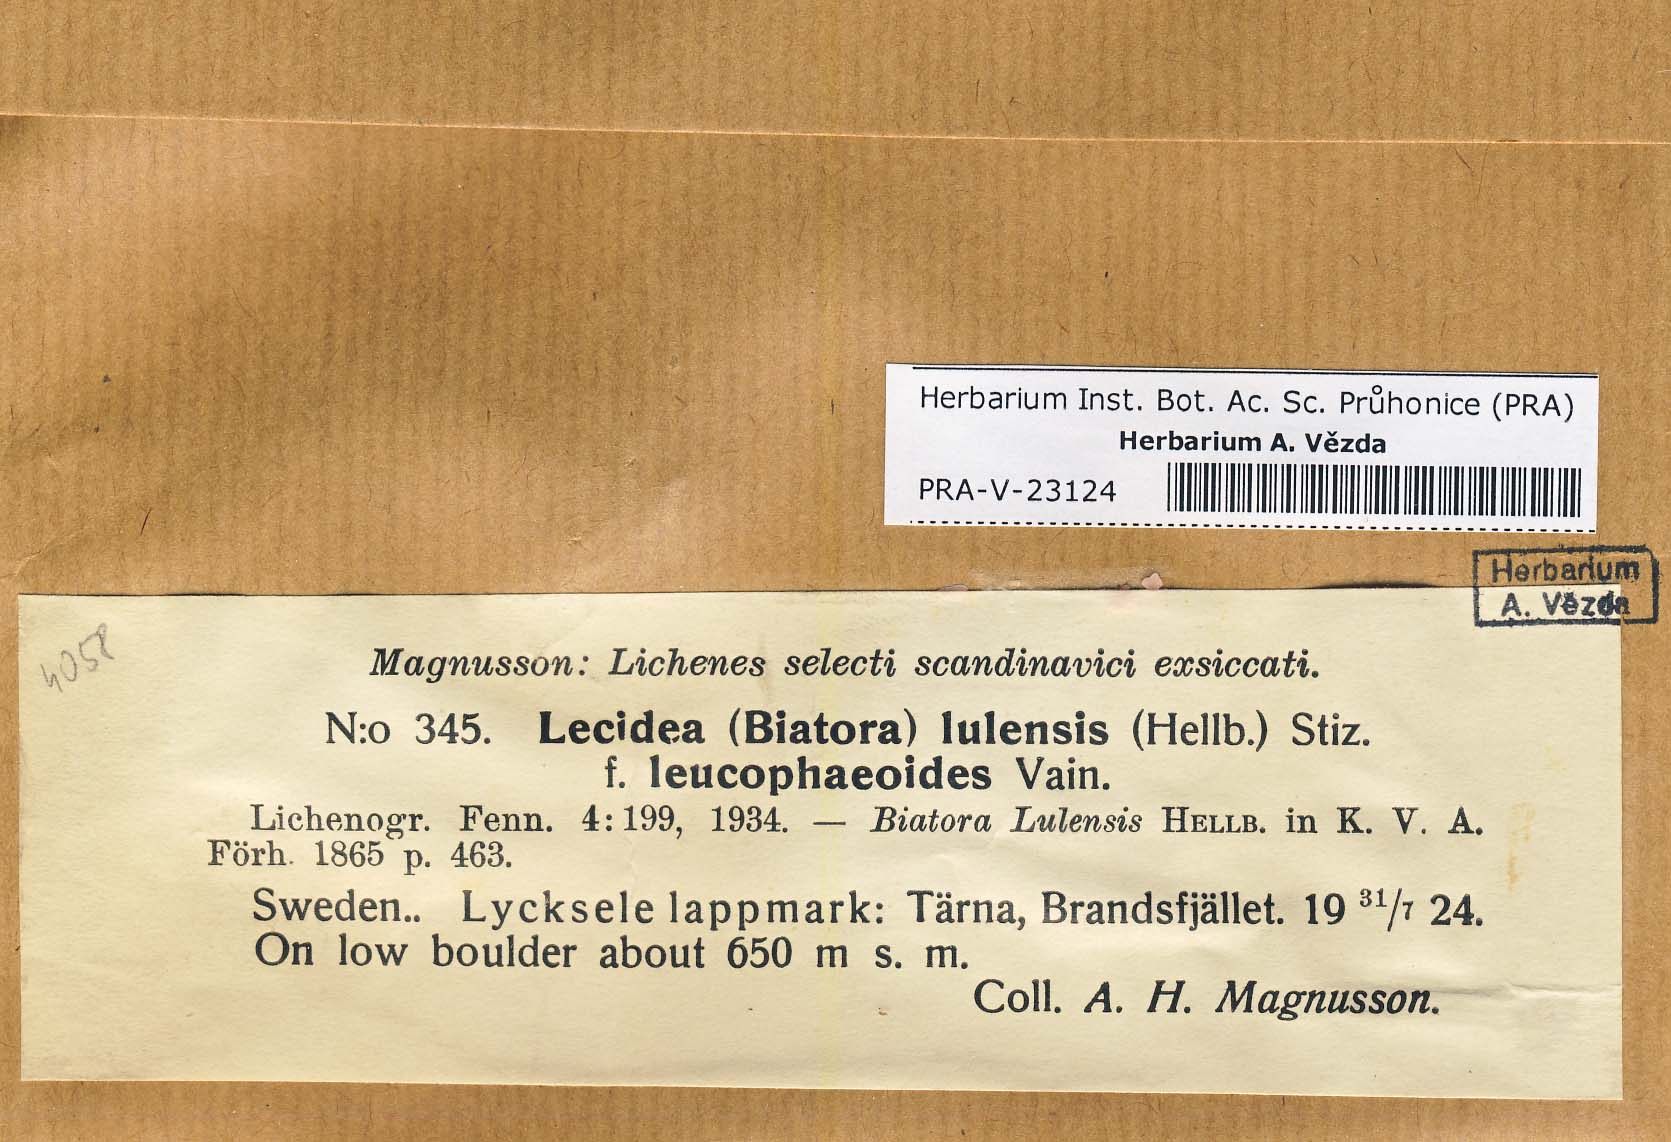 Herbarium Inst. Bot. Ac. Sc. Průhonice (PRA)
Herbarium A. Vězda
PRA-V-23124
Herbarium
A. Vězda
4058
Magnusson: Lichenes selecti scandinavici exsiccati.
N:o 345. Lecidea (Biatora) lulensis (Hellb.) Stiz.
f. leucophaeoides Vain.
Lichenogr. Fenn. 4: 199, 1934. — Biatora Lulensis HELLB. in K. V. A.
Förh. 1865 p. 463.
Sweden.. Lycksele lappmark: Tärna, Brandsfjället. 19 31/7 24.
On low boulder about 650 m s. m.
Coll. A. H. Magnusson.